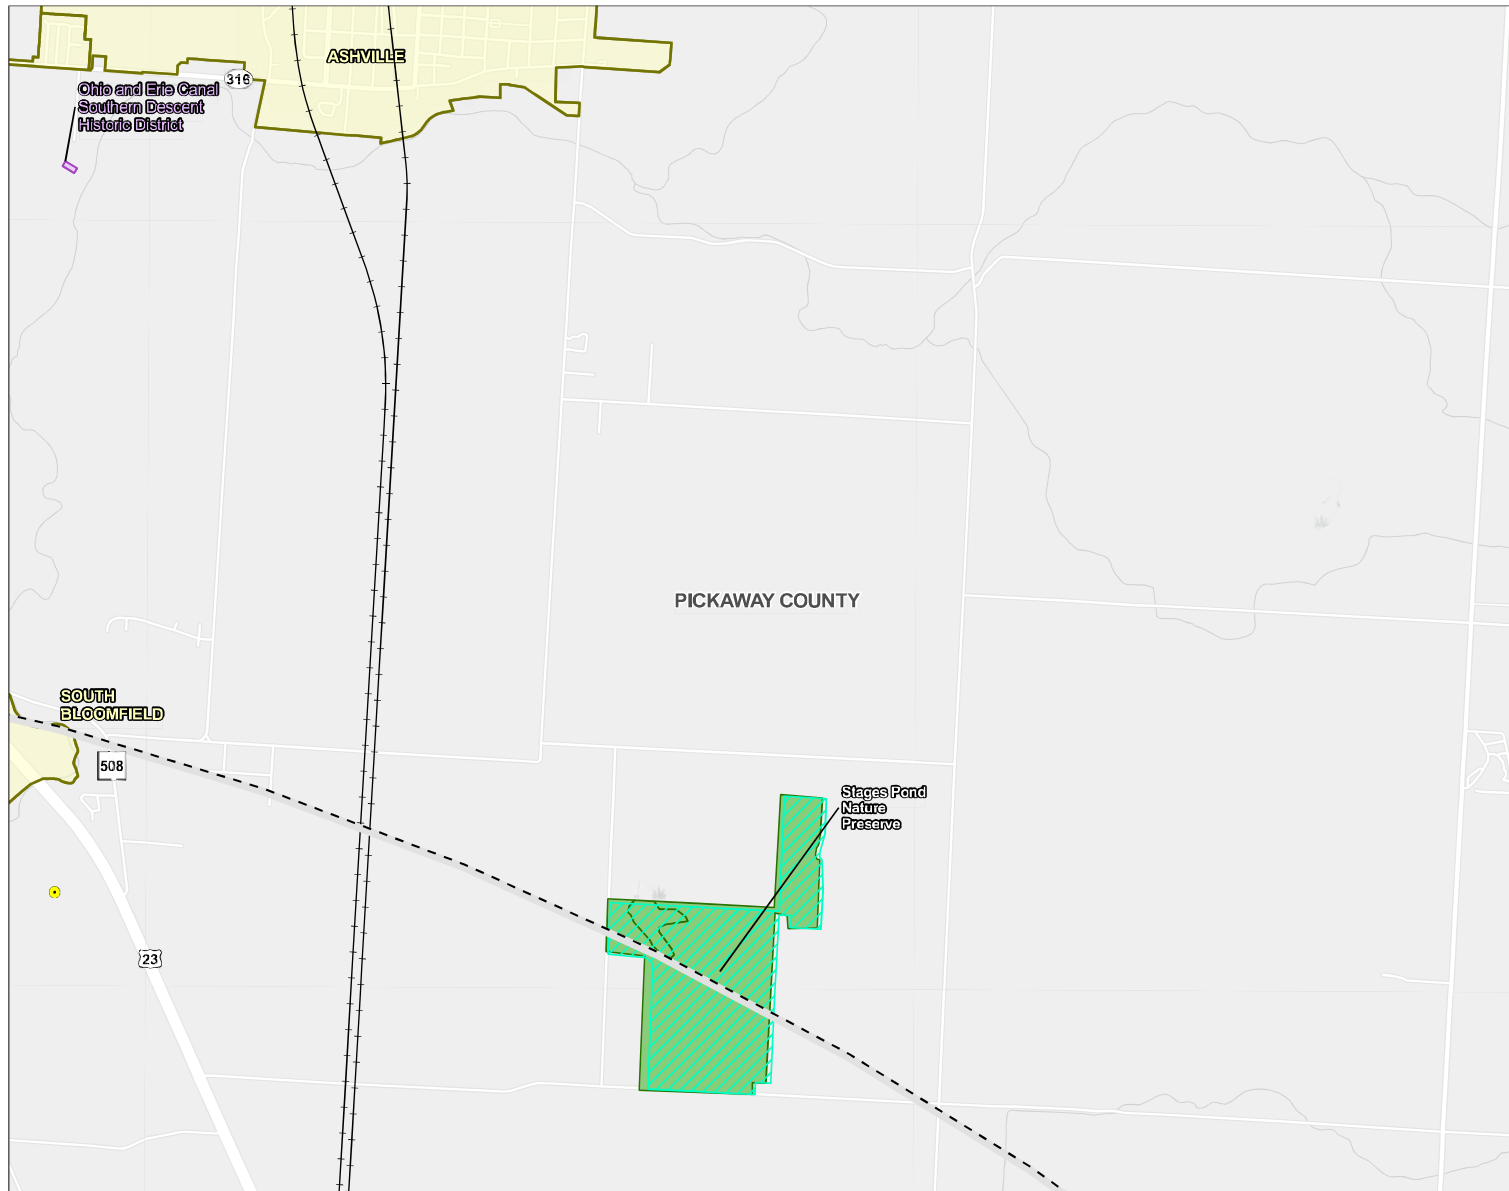 ASHVILLE
316
Ohio and Erie Canal
Southern Descent
Historic District
PICKAWAY COUNTY
SOUTH
BLOOMFIELD
508
Stages Pond
Nature
Preserve
23